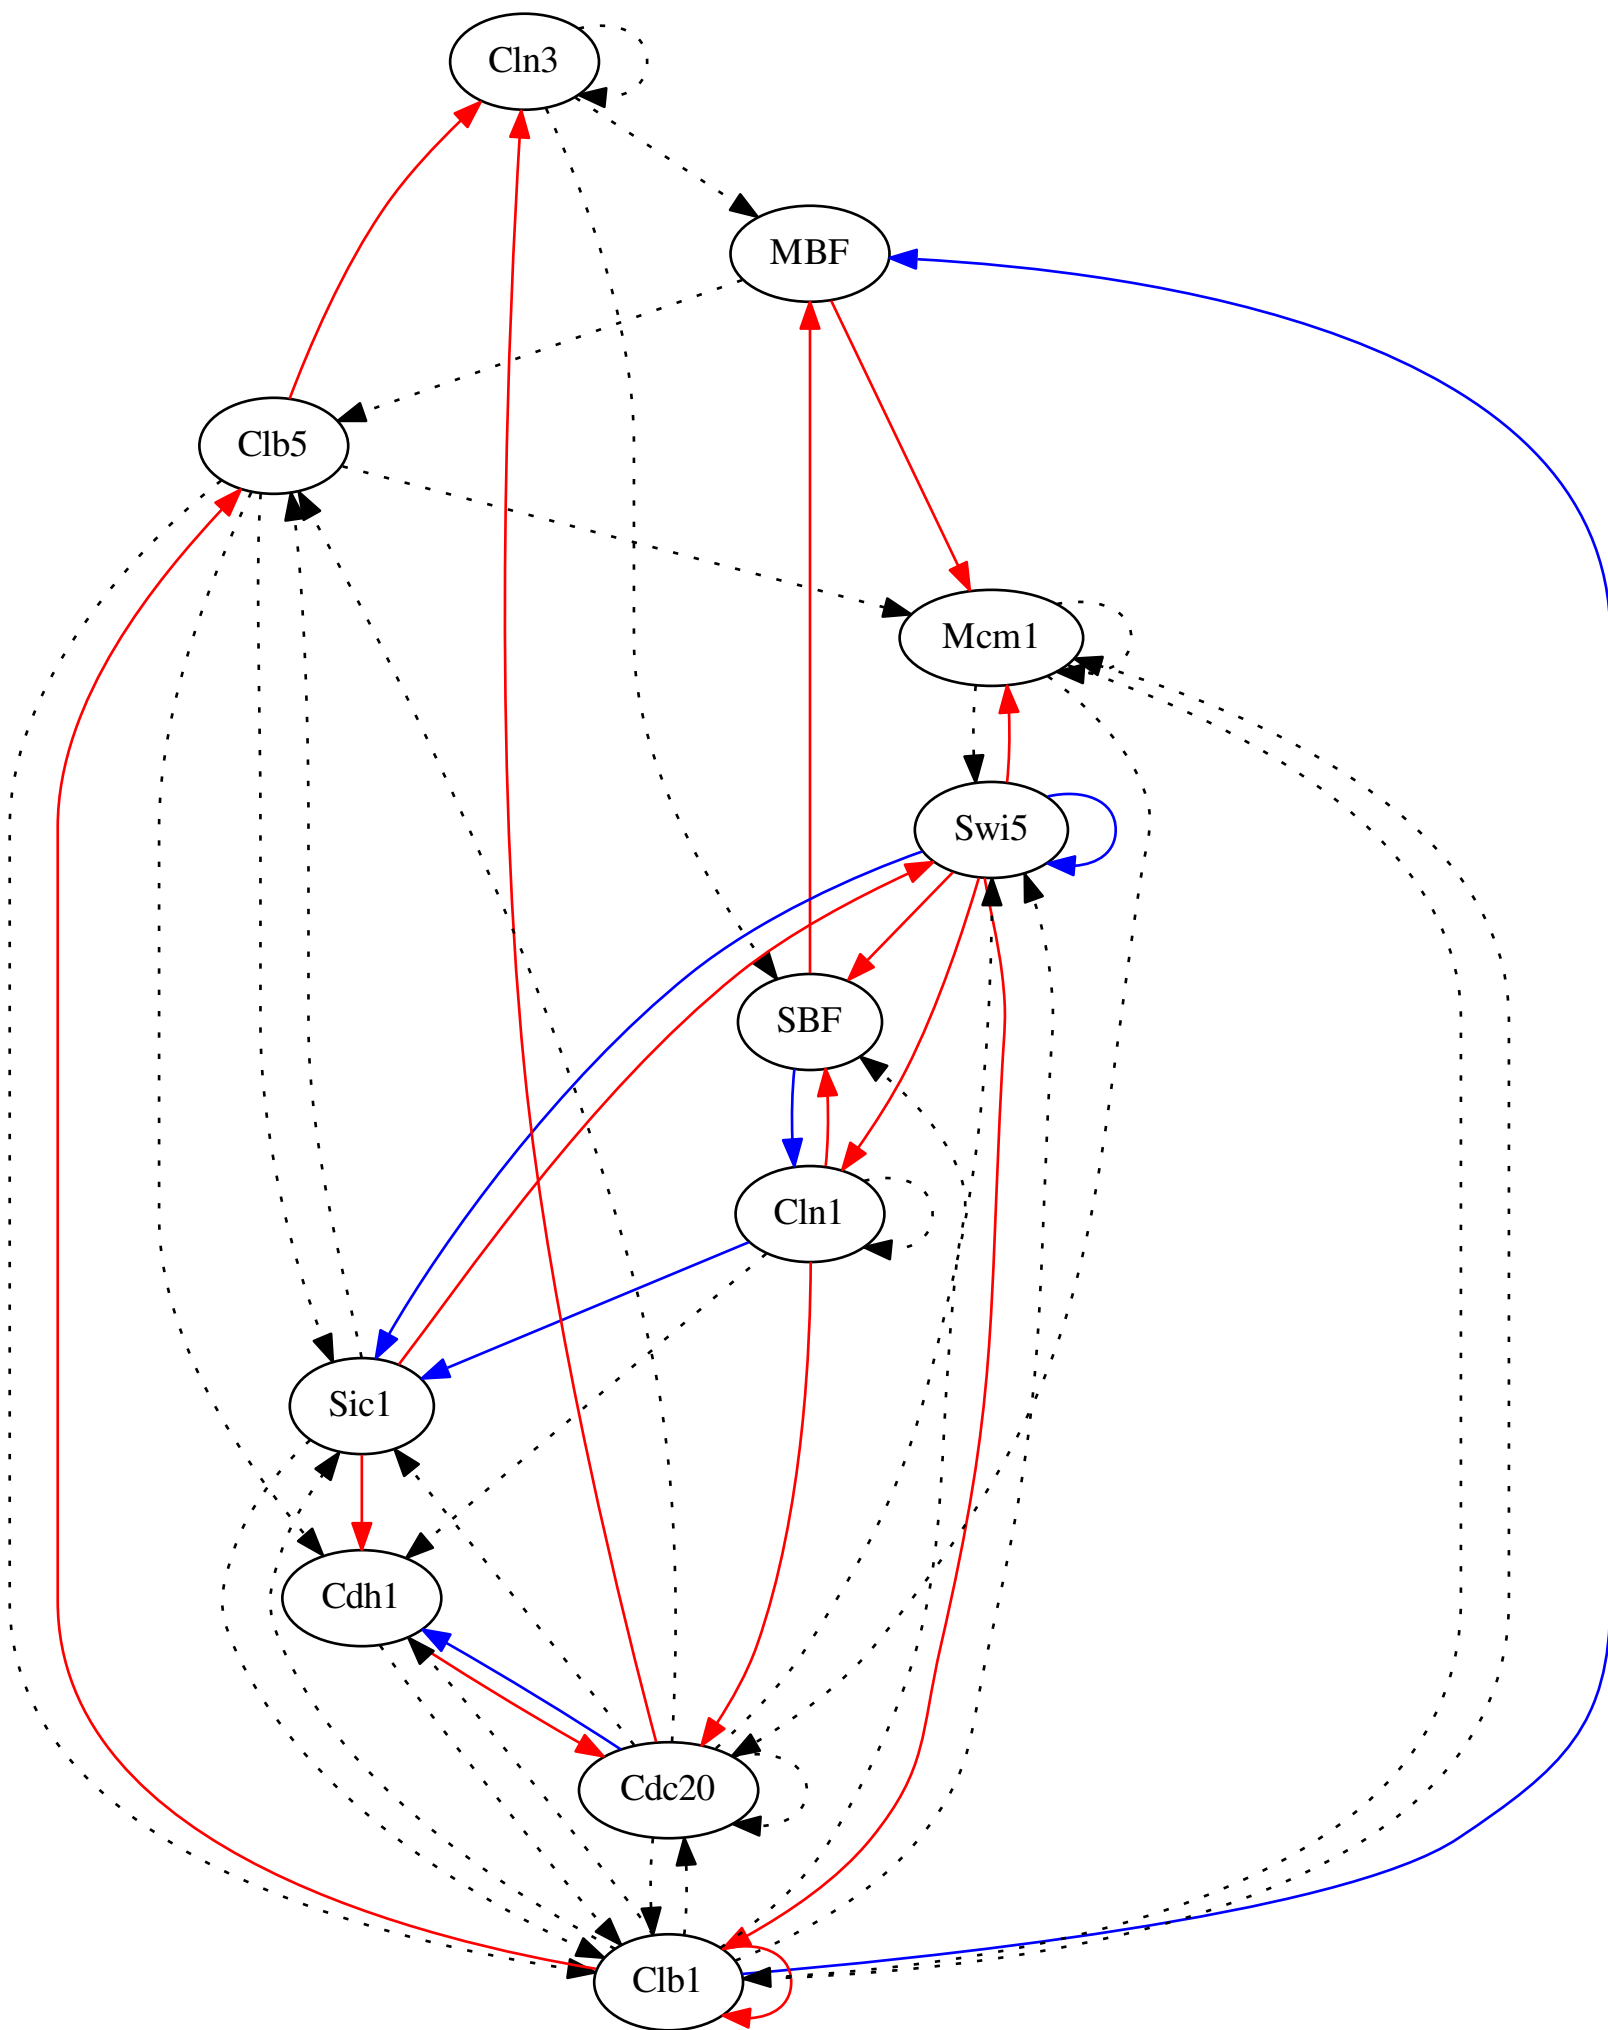 Cln3
MBF
Clb5
Mcm1
Swi5
SBF
Cln1
Sic1
Cdh1
Cdc20
Clb1